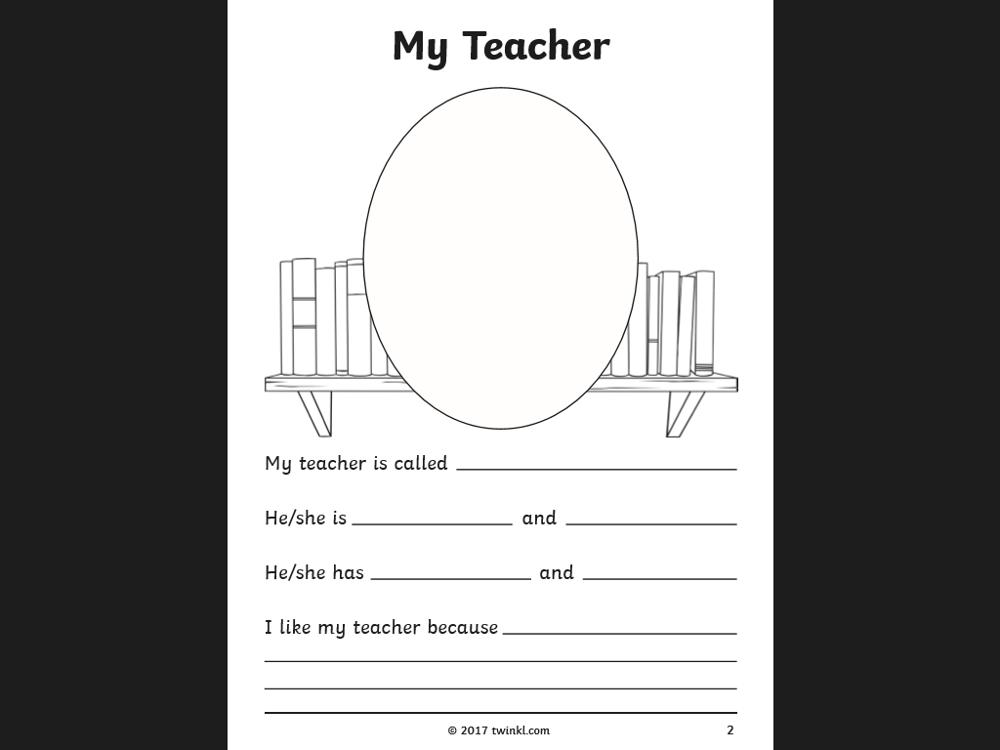 My Teacher
My teacher is called
He/she is and
He/she has and
I like my teacher because
© 2017 twinkl.com 2